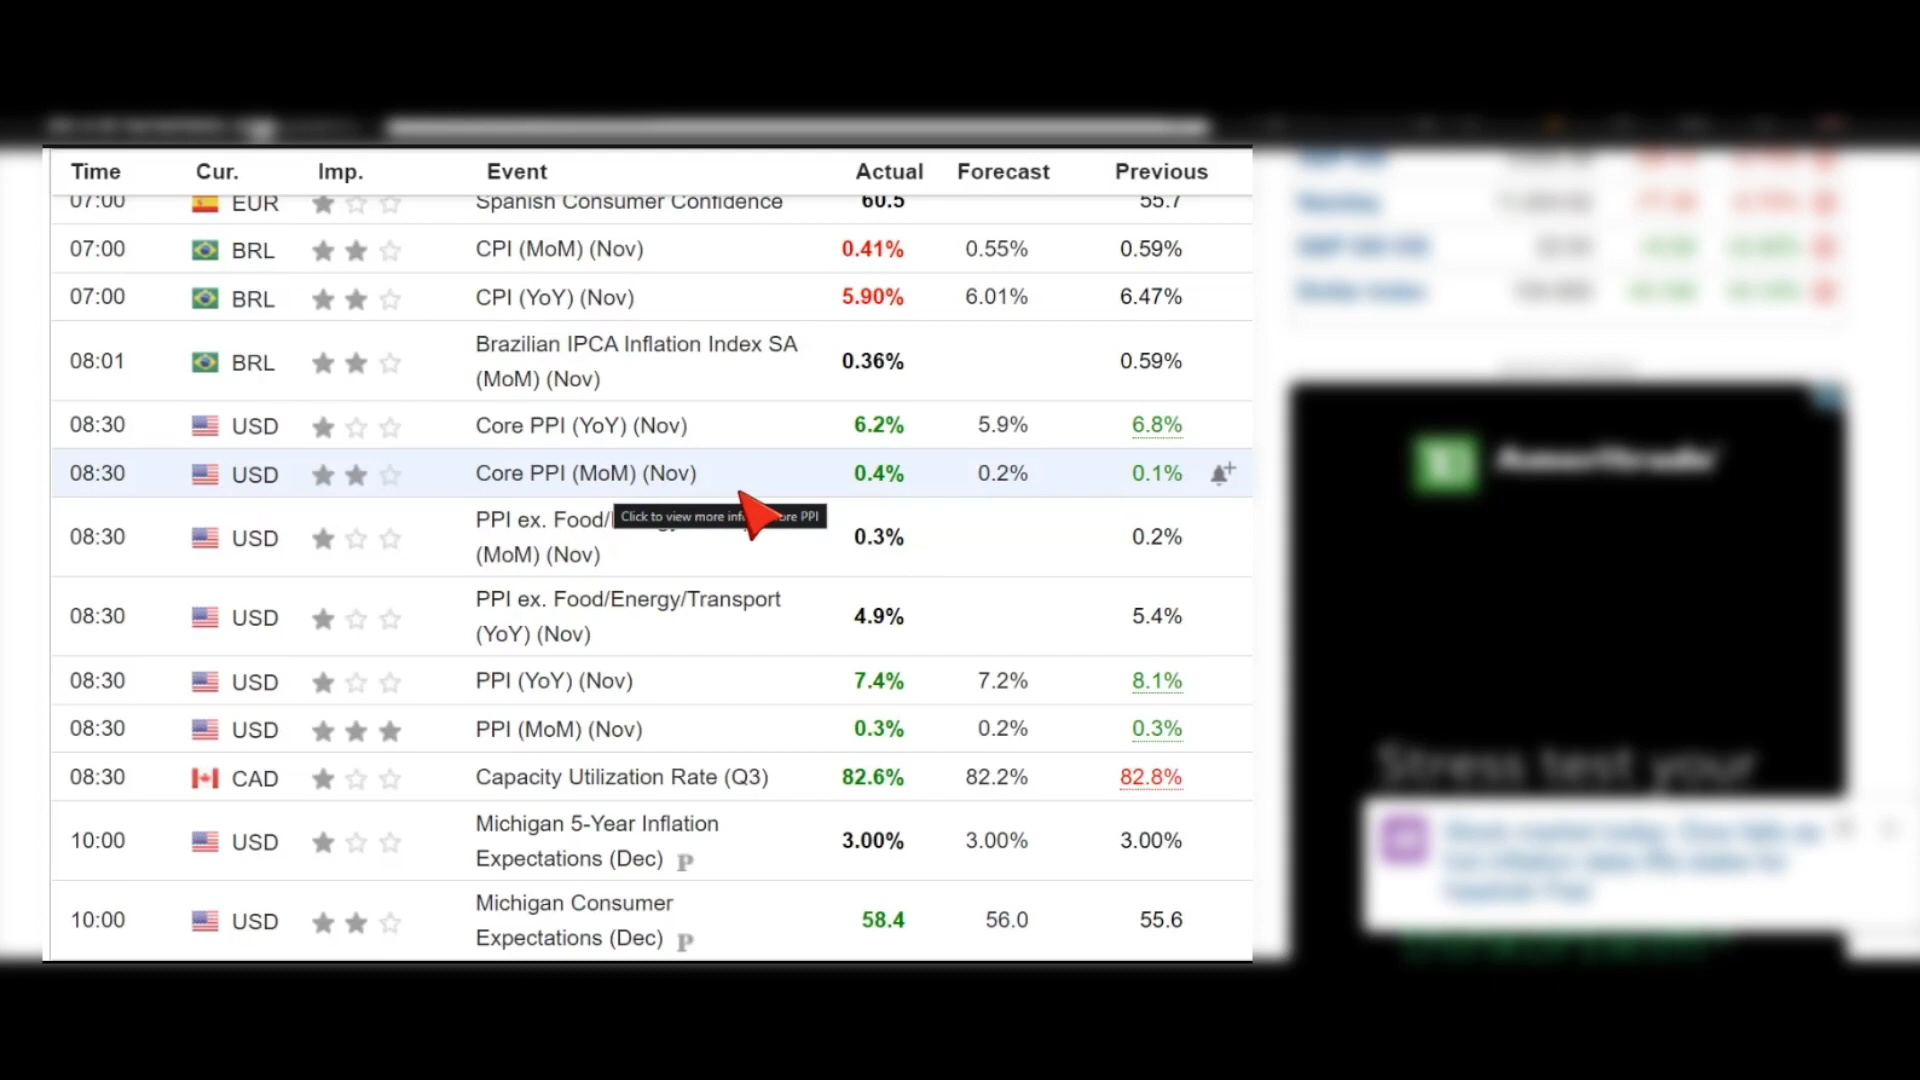 Time Cur. Imp. Event Actual Forecast Previous
07:00 EUR Spanish Consumer Confidence 60.5 55.7
07:00 BRL CPI (MoM) (Nov) 0.41% 0.55% 0.59%
07:00 BRL CPI (YoY) (Nov) 5.90% 6.01% 6.47%
Brazilian IPCA Inflation Index SA
08:01 BRL 0.36% 0.59%
(MoM) (Nov)
08:30 USD Core PPI (YoY) (Nov) 6.2% 5.9% 6.8%
08:30 USD Core PPI (MoM) (Nov) 0.4% 0.2% 0.1%
Click to view more ore PPI
PPI ex. Food/
08:30 USD 0.3% 0.2%
(MoM) (Nov)
PPI ex. Food/Energy/Transport
08:30 USD 4.9% 5.4%
(YoY) (Nov)
08:30 USD PPI (YoY) (Nov) 7.4% 7.2% 8.1%
08:30 USD PPI (MoM) (Nov) 0.3% 0.2% 0.3%
08:30 CAD Capacity Utilization Rate (Q3) 82.6% 82.2% 82.8%
Michigan 5-Year Inflation
10:00 USD 3.00% 3.00% 3.00%
Expectations (Dec) P
Michigan Consumer
10:00 USD 58.4 56.0 55.6
Expectations (Dec) P
Ameritrade
Stress test your